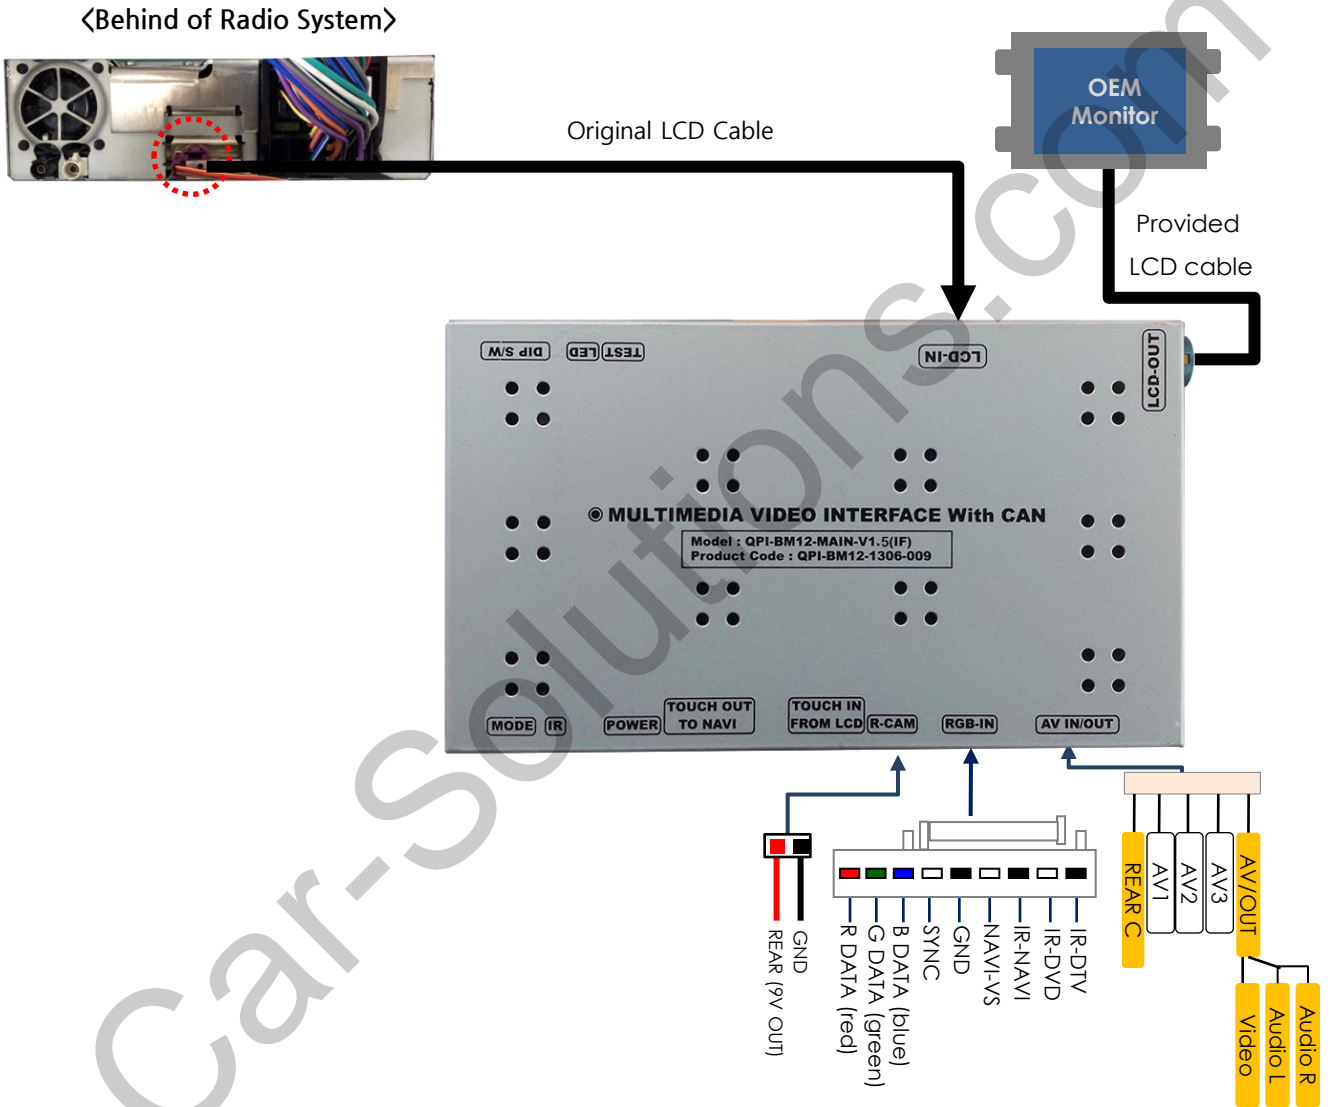 <Behind of Radio System>
Original LCD Cable
OEM
Monitor
Provided
LCD cable
DIP S/W
LED
TEST
LCD-IN
LCD-OUT
MULTIMEDIA VIDEO INTERFACE With CAN
Model : QPI-BM12-MAIN-V1.5(IF)
Product Code : QPI-BM12-1306-009
MODE
IR
POWER
TOUCH OUT
TO NAVI
TOUCH IN
FROM LCD
R-CAM
RGB-IN
AV IN/OUT
REAR (9V OUT)
GND
R DATA (red)
G DATA (green)
B DATA (blue)
SYNC
GND
NAVI-VS
IR-NAVI
IR-DVD
IR-DTV
REAR C
AV1
AV2
AV3
AV/OUT
Video
Audio L
Audio R
Car-Solutions.com